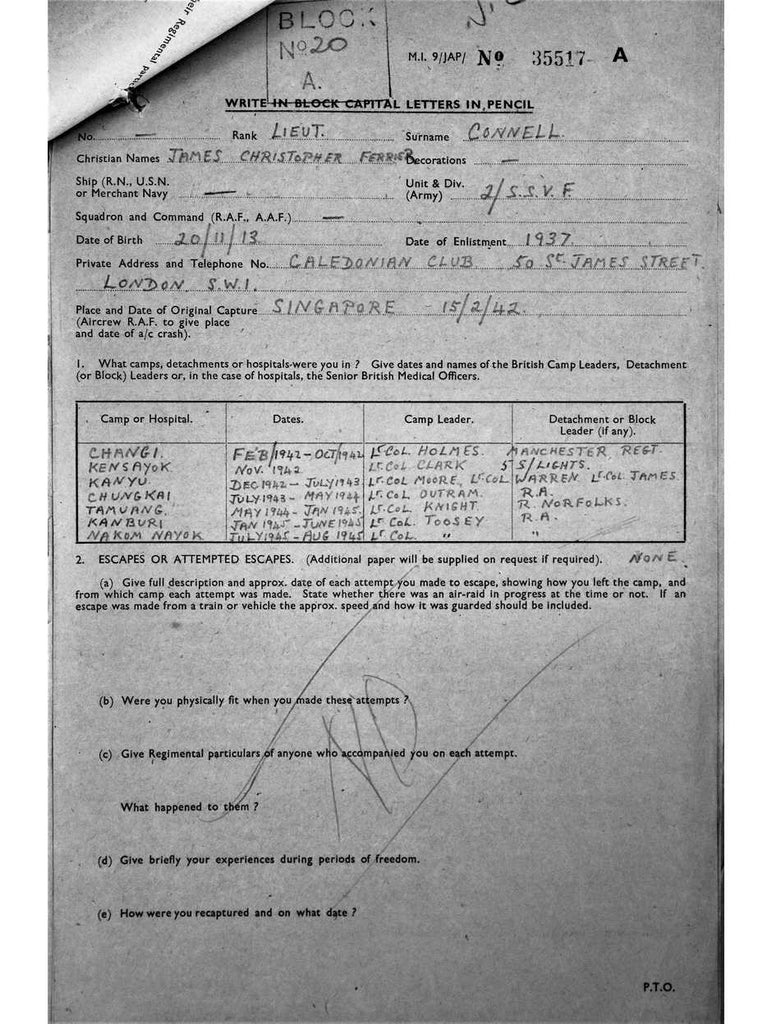 their Regimental parti
BLOCK
No 20
A.
M.I. 9/JAP/ No 35517 A
WRITE IN BLOCK CAPITAL LETTERS IN PENCIL
No. — Rank LIEUT. Surname CONNELL.
Christian Names JAMES CHRISTOPHER FERRIER Decorations —
Ship (R.N., U.S.N. or Merchant Navy — Unit & Div. (Army) 2/S.S.V.F.
Squadron and Command (R.A.F., A.A.F.) —
Date of Birth 20/11/13 Date of Enlistment 1937
Private Address and Telephone No. CALEDONIAN CLUB 50 ST. JAMES STREET
LONDON S.W.1.
Place and Date of Original Capture SINGAPORE - 15/2/42.
(Aircrew R.A.F. to give place
and date of a/c crash).
1. What camps, detachments or hospitals were you in ? Give dates and names of the British Camp Leaders, Detachment
(or Block) Leaders or, in the case of hospitals, the Senior British Medical Officers.
Camp or Hospital. Dates. Camp Leader. Detachment or Block Leader (if any).
CHANGI. FEB/1942 - OCT/1942 LT COL. HOLMES. MANCHESTER REGT.
KENSAYOK NOV. 1942 LT. COL CLARK 5 S/LIGHTS.
KANYU. DEC 1942 - JULY 1943 LT. COL MOORE, LT. COL WARREN LT. COL. JAMES
CHUNGKAI JULY 1943 - MAY 1944 LT. COL OUTRAM. R.A.
TAMUANG. MAY 1944 - JAN 1945. LT. COL. KNIGHT. R. NORFOLKS.
KANBURI JAN 1945 - JUNE 1945 LT COL. TOOSEY R.A.
NAKOM NAYOK JULY 1945 - AUG 1945 LT COL. " "
2. ESCAPES OR ATTEMPTED ESCAPES. (Additional paper will be supplied on request if required). NONE.
(a) Give full description and approx. date of each attempt you made to escape, showing how you left the camp, and
from which camp each attempt was made. State whether there was an air-raid in progress at the time or not. If an
escape was made from a train or vehicle the approx. speed and how it was guarded should be included.
(b) Were you physically fit when you made these attempts ?
(c) Give Regimental particulars of anyone who accompanied you on each attempt.
What happened to them ?
(d) Give briefly your experiences during periods of freedom.
(e) How were you recaptured and on what date ?
P.T.O.